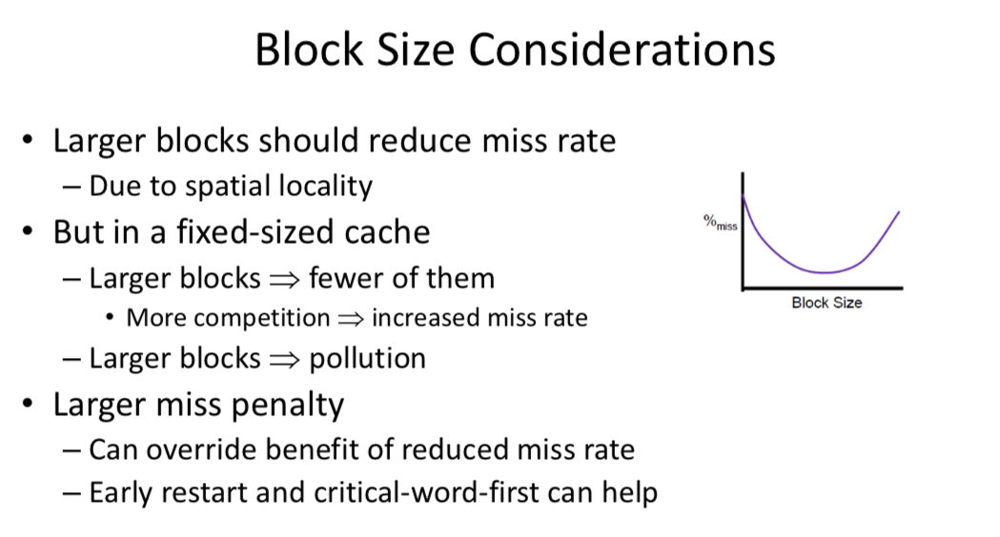 Block Size Considerations
• Larger blocks should reduce miss rate
– Due to spatial locality
• But in a fixed-sized cache
– Larger blocks ⇒ fewer of them
• More competition ⇒ increased miss rate
– Larger blocks ⇒ pollution
• Larger miss penalty
– Can override benefit of reduced miss rate
– Early restart and critical-word-first can help
%miss
Block Size